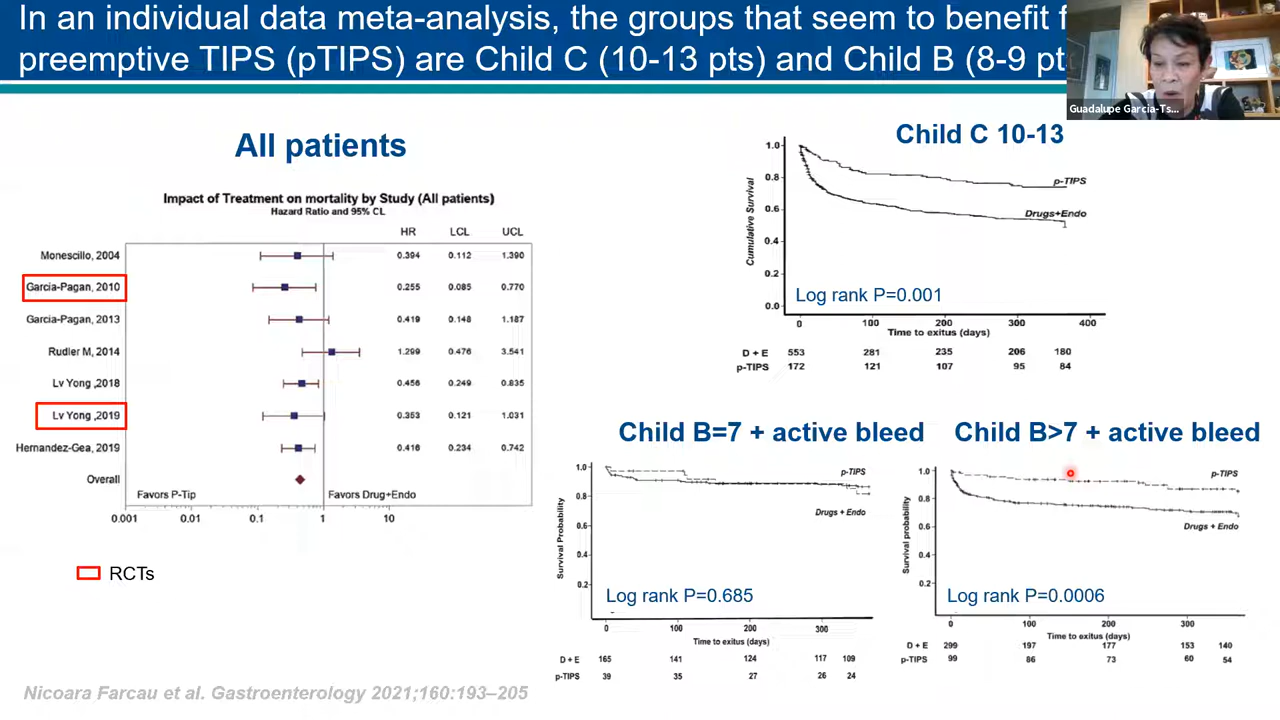 In an individual data meta-analysis, the groups that seem to benefit
preemptive TIPS (pTIPS) are Child C (10-13 pts) and Child B (8-9
Guadalupe Garcia-Ts...
All patients
Impact of Treatment on mortality by Study (All patients)
Hazard Ratio and 95% CL
HR LCL UCL
Monescillo, 2004 0.394 0.112 1.390
Garcia-Pagan, 2010 0.255 0.085 0.770
Garcia-Pagan, 2013 0.419 0.148 1.187
Rudler M, 2014 1.299 0.476 3.541
Lv Yong ,2018 0.456 0.249 0.835
Lv Yong ,2019 0.353 0.121 1.031
Hernandez-Gea, 2019 0.416 0.234 0.742
Overall
Favors P-Tip Favors Drug+Endo
0.001 0.01 0.1 1 10
RCTs
Child C 10-13
Cumulative Survival
1.0
0.8
0.6
0.4
0.2
0.0
p-TIPS
Drugs+Endo
Log rank P=0.001
0 100 200 300 400
Time to exitus (days)
D + E 553 281 235 206 180
p-TIPS 172 121 107 95 84
Child B=7 + active bleed
Survival Probability
1.0
0.8
0.6
0.4
0.2
p-TIPS
Drugs + Endo
Log rank P=0.685
0 100 200 300
Time to exitus (days)
D + E 165 141 124 117 109
p-TIPS 39 35 27 26 24
Child B>7 + active bleed
Survival probability
1.0
0.8
0.6
0.4
0.2
p-TIPS
Drugs + Endo
Log rank P=0.0006
0 100 200 300
Time to exitus (days)
D + E 299 197 177 153 140
p-TIPS 99 86 73 60 54
Nicoara Farcau et al. Gastroenterology 2021;160:193–205